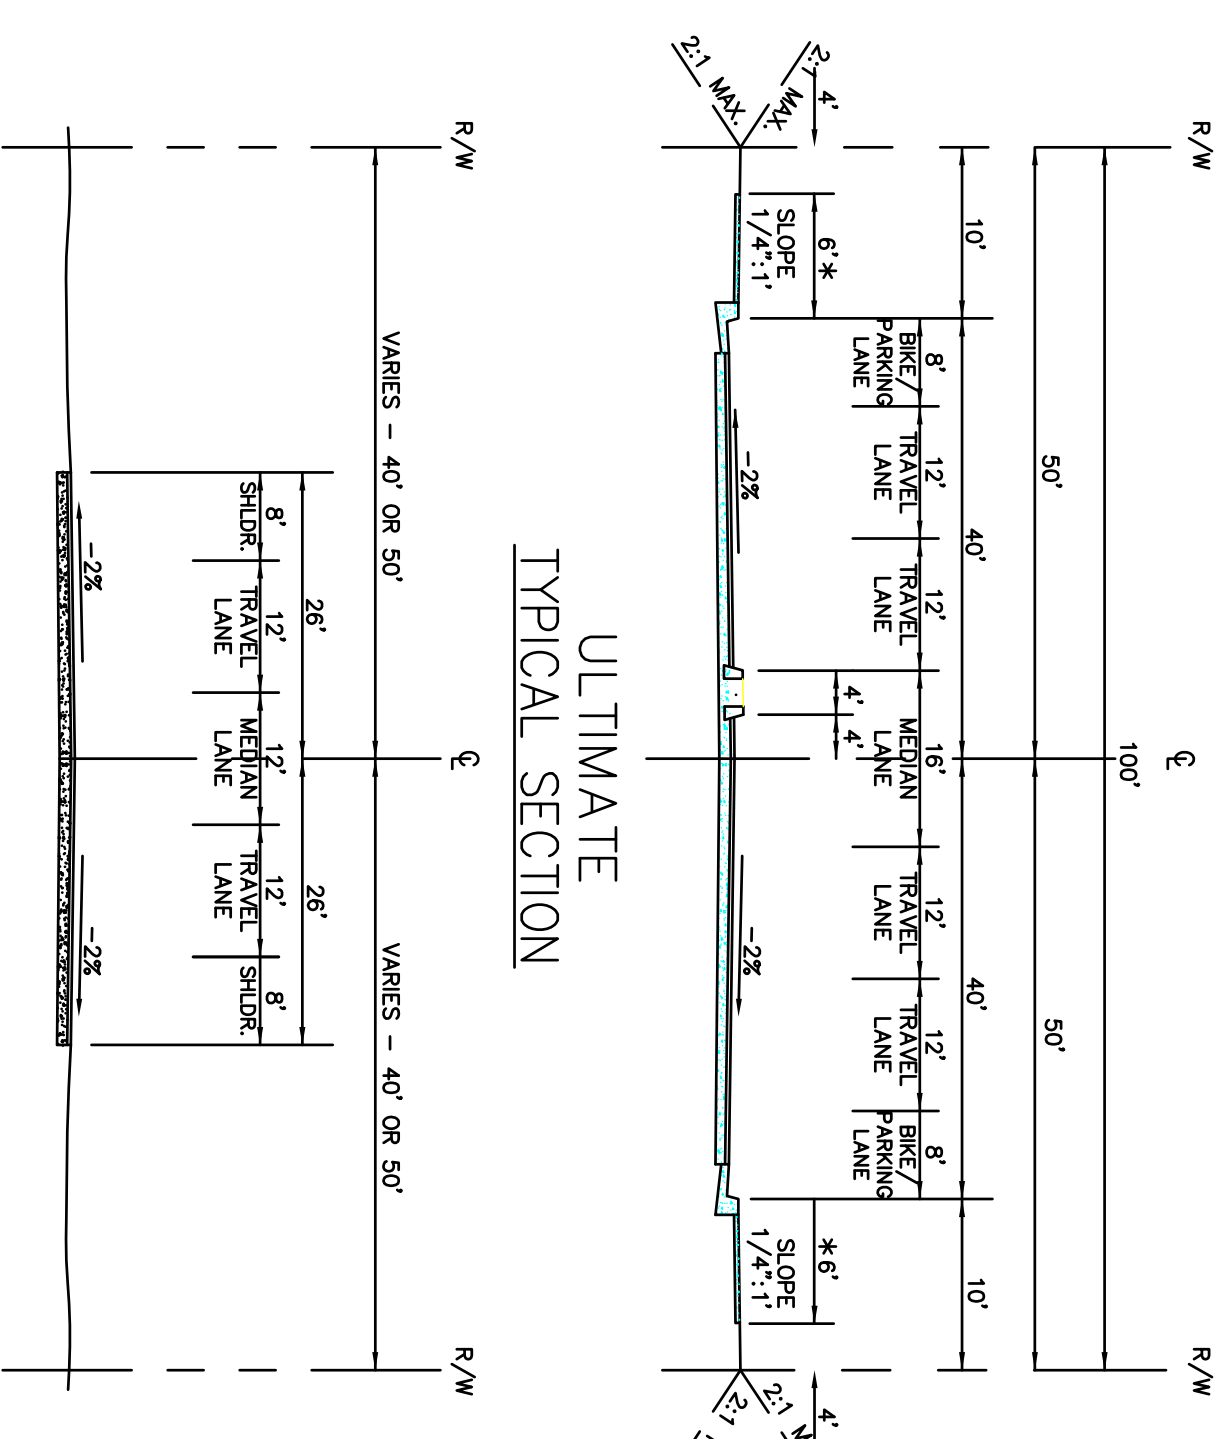 R/W
℄
R/W
100'
50'
50'
10'
40'
40'
10'
8'
12'
12'
16'
12'
12'
8'
BIKE/
PARKING
LANE
TRAVEL
LANE
TRAVEL
LANE
MEDIAN
LANE
TRAVEL
LANE
TRAVEL
LANE
BIKE/
PARKING
LANE
4'
6'*
4'
4'
*6'
4'
SLOPE
1/4":1'
SLOPE
1/4":1'
2:1 MAX.
2:1 MAX.
-2%
-2%
2:1 M
2:1
ULTIMATE
TYPICAL SECTION
R/W
℄
R/W
VARIES - 40' OR 50'
VARIES - 40' OR 50'
26'
26'
8'
12'
12'
12'
8'
SHLDR.
TRAVEL
LANE
MEDIAN
LANE
TRAVEL
LANE
SHLDR.
-2%
-2%